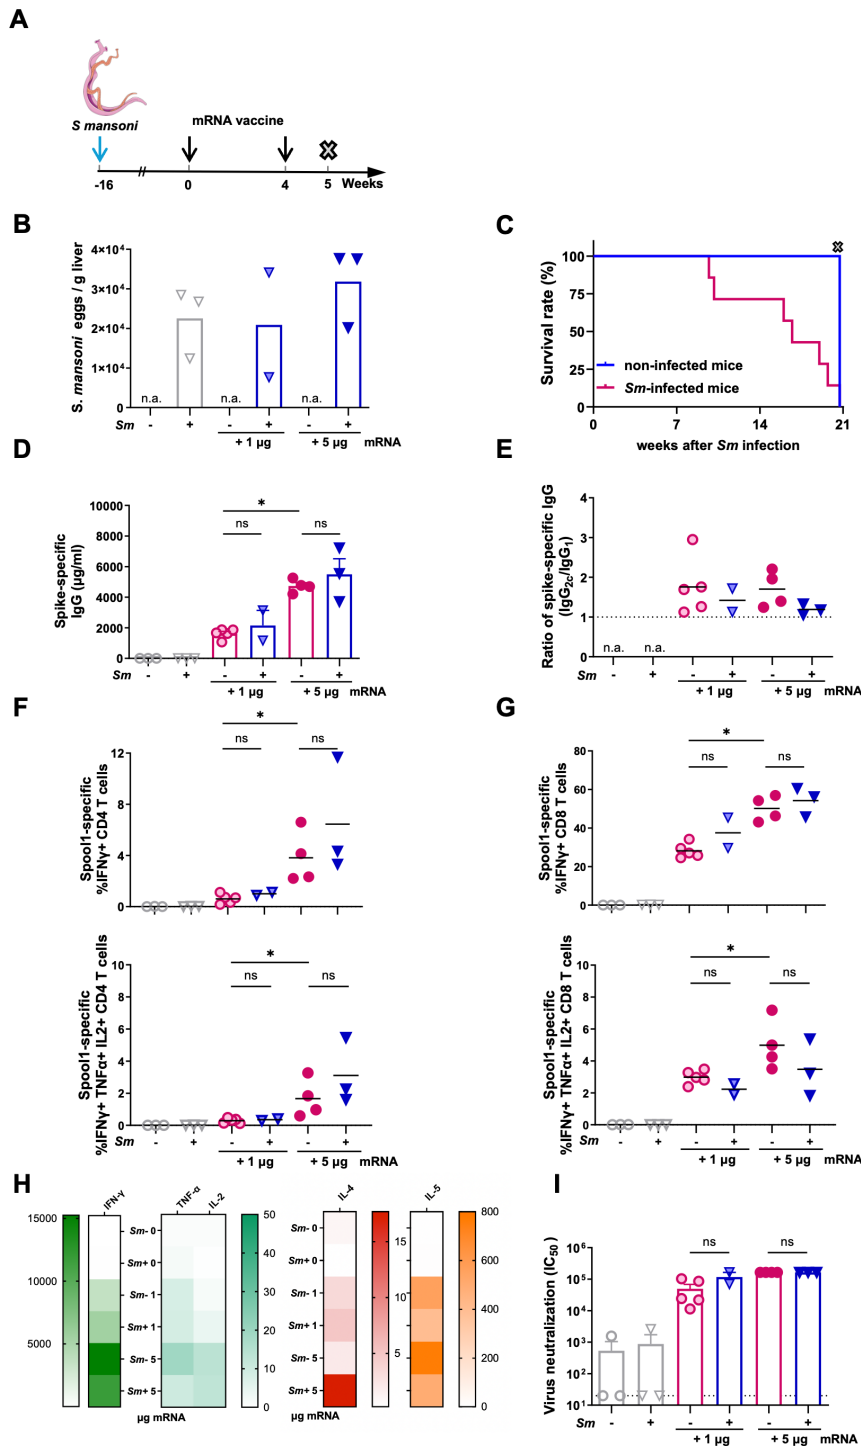 A
S mansoni
mRNA vaccine
-16
0
4
5
Weeks
B
S. mansoni eggs / g liver
4×10⁴
3×10⁴
2×10⁴
1×10⁴
0
n.a.
n.a.
n.a.
Sm
-
+
-
+
-
+
+ 1 µg
+ 5 µg
mRNA
C
Survival rate (%)
100
75
50
25
0
non-infected mice
Sm-infected mice
0
7
14
21
weeks after Sm infection
D
Spike-specific
IgG (µg/ml)
10000
8000
6000
4000
2000
0
*
ns
ns
Sm
-
+
-
+
-
+
+ 1 µg
+ 5 µg
mRNA
E
Ratio of spike-specific IgG
(IgG2c/IgG1)
4
3
2
1
0
n.a.
n.a.
Sm
-
+
-
+
-
+
+ 1 µg
+ 5 µg
mRNA
F
Spool1-specific
%IFNγ+ CD4 T cells
12
8
4
0
*
ns
ns
Spool1-specific
%IFNγ+ TNFα+ IL2+ CD4 T cells
10
8
6
4
2
0
*
ns
ns
Sm
-
+
-
+
-
+
+ 1 µg
+ 5 µg
mRNA
G
Spool1-specific
%IFNγ+ CD8 T cells
80
60
40
20
0
*
ns
ns
Spool1-specific
%IFNγ+ TNFα+ IL2+ CD8 T cells
10
8
6
4
2
0
*
ns
ns
Sm
-
+
-
+
-
+
+ 1 µg
+ 5 µg
mRNA
H
15000
10000
5000
IFN-γ
TNF-α
IL-2
Sm- 0
Sm+ 0
Sm- 1
Sm+ 1
Sm- 5
Sm+ 5
µg mRNA
50
40
30
20
10
0
IL-4
Sm- 0
Sm+ 0
Sm- 1
Sm+ 1
Sm- 5
Sm+ 5
µg mRNA
15
10
5
IL-5
800
600
400
200
0
I
Virus neutralization (IC50)
10⁶
10⁵
10⁴
10³
10²
10¹
ns
ns
Sm
-
+
-
+
-
+
+ 1 µg
+ 5 µg
mRNA